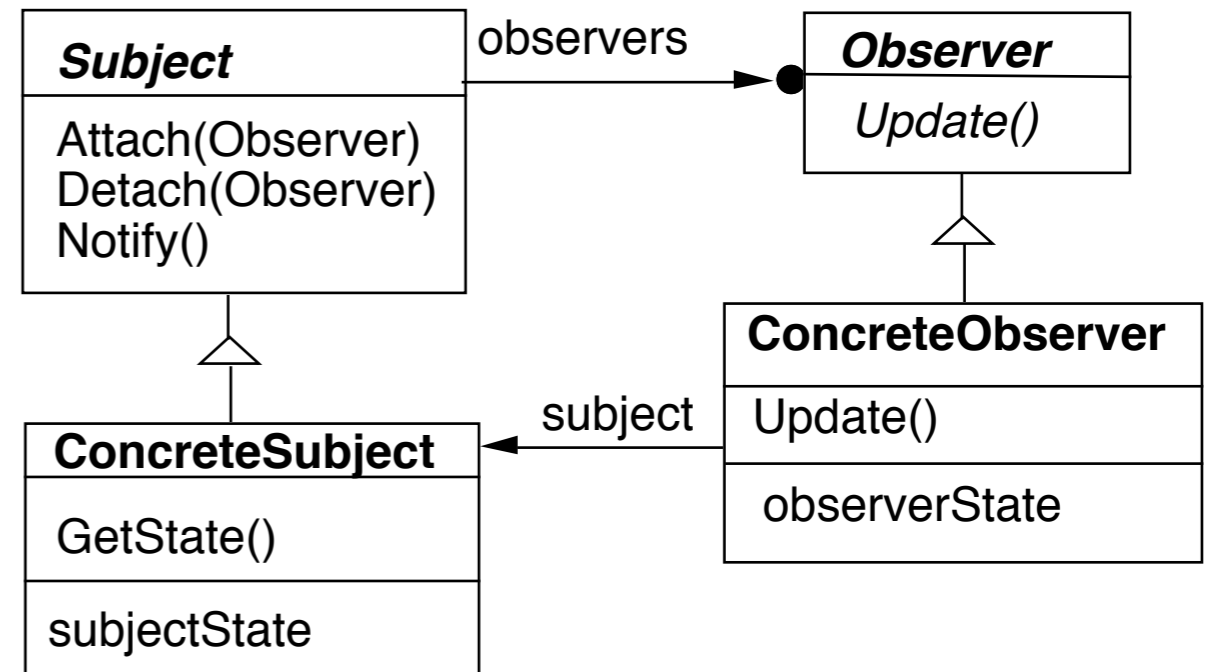 Subject
Attach(Observer)
Detach(Observer)
Notify()
observers
Observer
Update()
ConcreteSubject
GetState()
subjectState
subject
ConcreteObserver
Update()
observerState